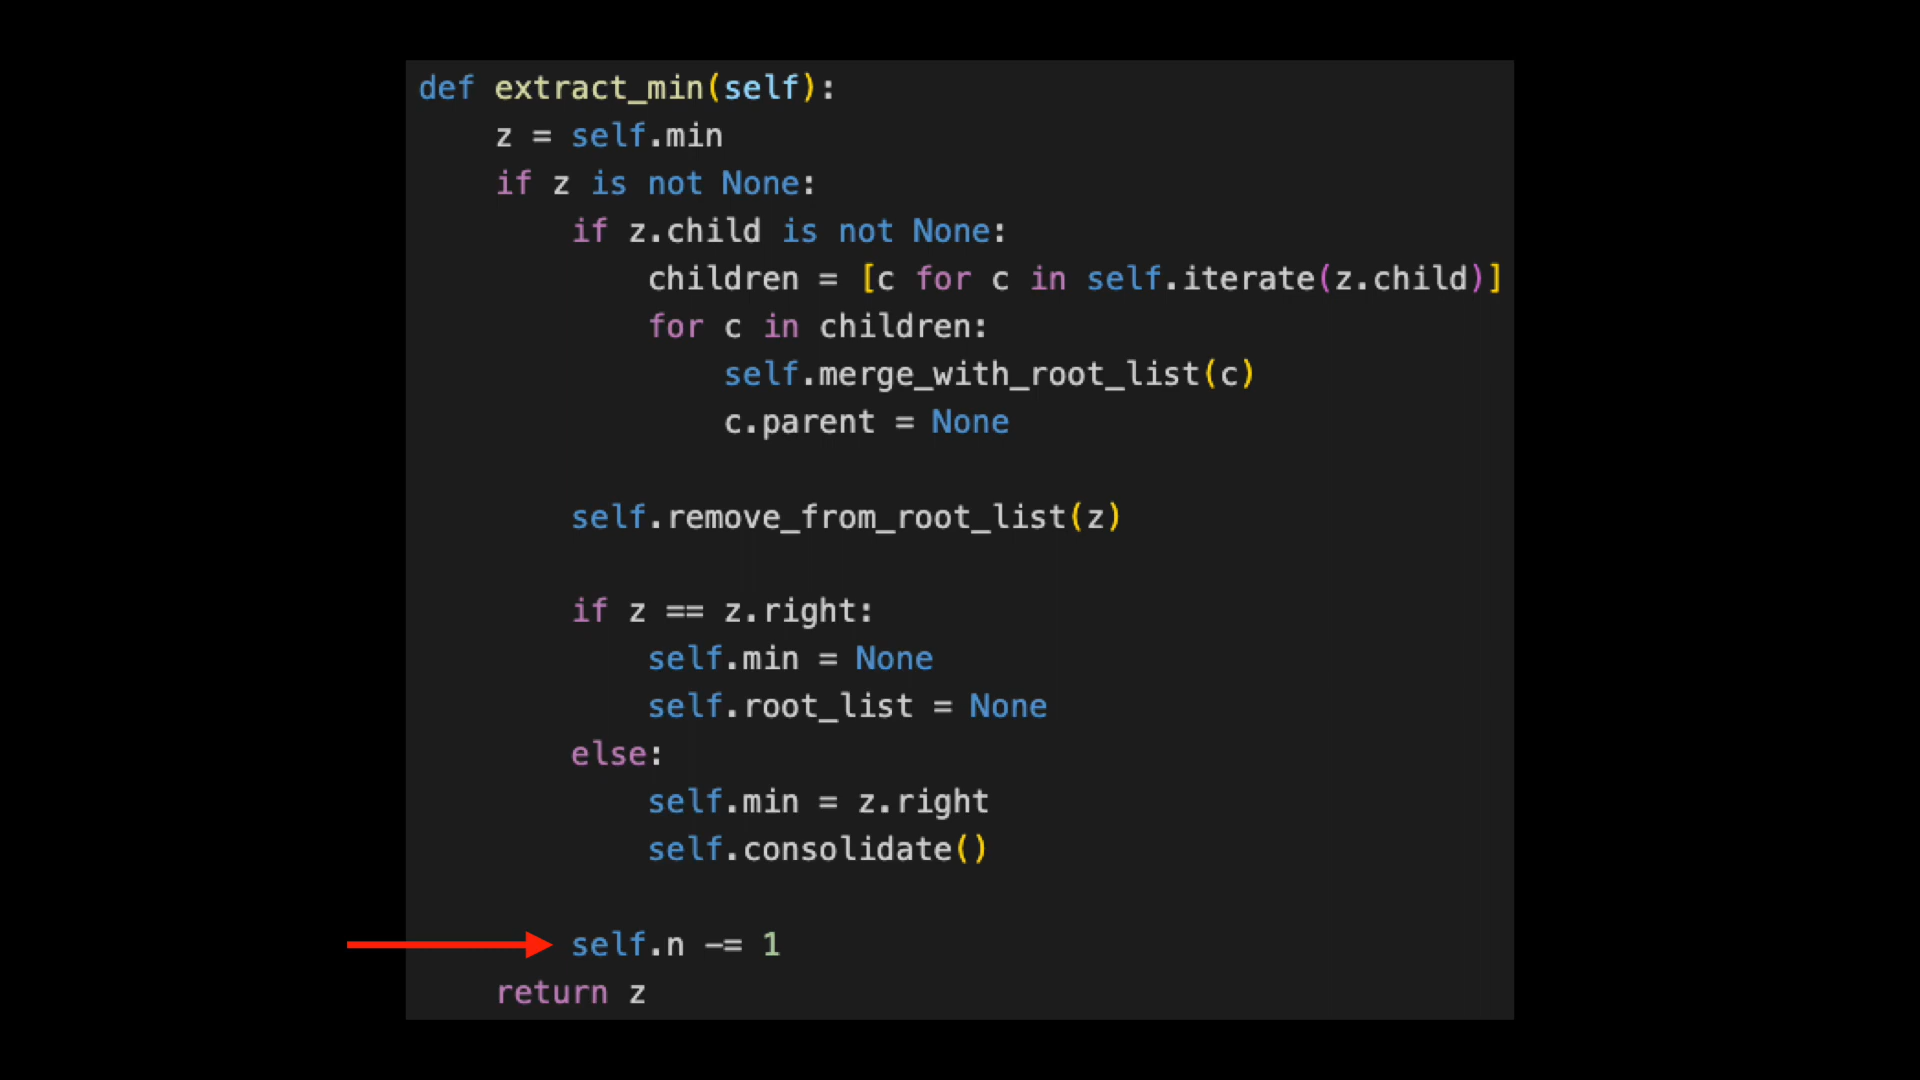 def extract_min(self):
    z = self.min
    if z is not None:
        if z.child is not None:
            children = [c for c in self.iterate(z.child)]
            for c in children:
                self.merge_with_root_list(c)
                c.parent = None

        self.remove_from_root_list(z)

        if z == z.right:
            self.min = None
            self.root_list = None
        else:
            self.min = z.right
            self.consolidate()

        self.n -= 1
    return z